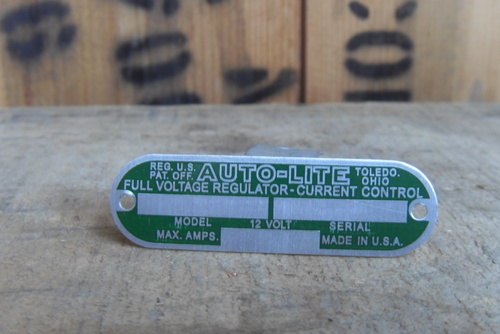 REG. U.S. PAT. OFF. AUTO-LITE TOLEDO. OHIO
FULL VOLTAGE REGULATOR-CURRENT CONTROL
MODEL 12 VOLT SERIAL
MAX. AMPS. MADE IN U.S.A.